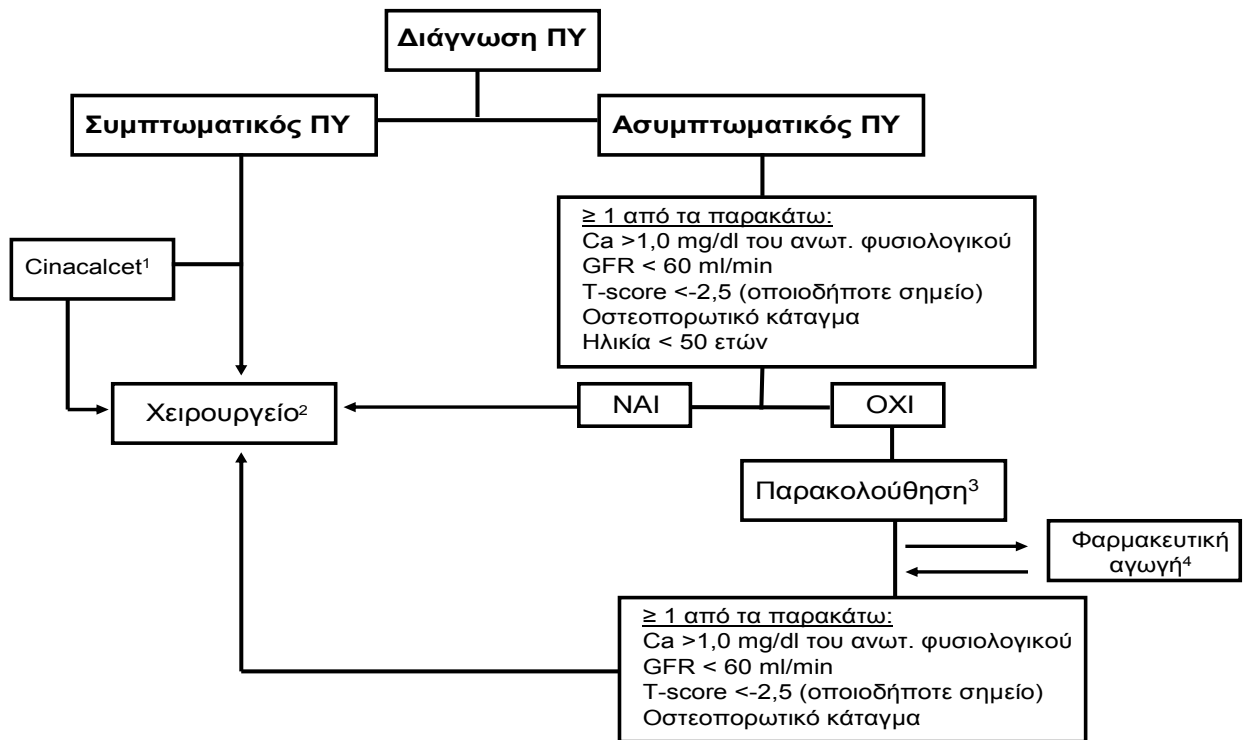 Διάγνωση ΠΥ
Συμπτωματικός ΠΥ
Ασυμπτωματικός ΠΥ
≥ 1 από τα παρακάτω:
Ca >1,0 mg/dl του ανωτ. φυσιολογικού
GFR < 60 ml/min
T-score <-2,5 (οποιοδήποτε σημείο)
Οστεοπορωτικό κάταγμα
Ηλικία < 50 ετών
Cinacalcet¹
Χειρουργείο²
ΝΑΙ
ΟΧΙ
Παρακολούθηση³
Φαρμακευτική
αγωγή⁴
≥ 1 από τα παρακάτω:
Ca >1,0 mg/dl του ανωτ. φυσιολογικού
GFR < 60 ml/min
T-score <-2,5 (οποιοδήποτε σημείο)
Οστεοπορωτικό κάταγμα